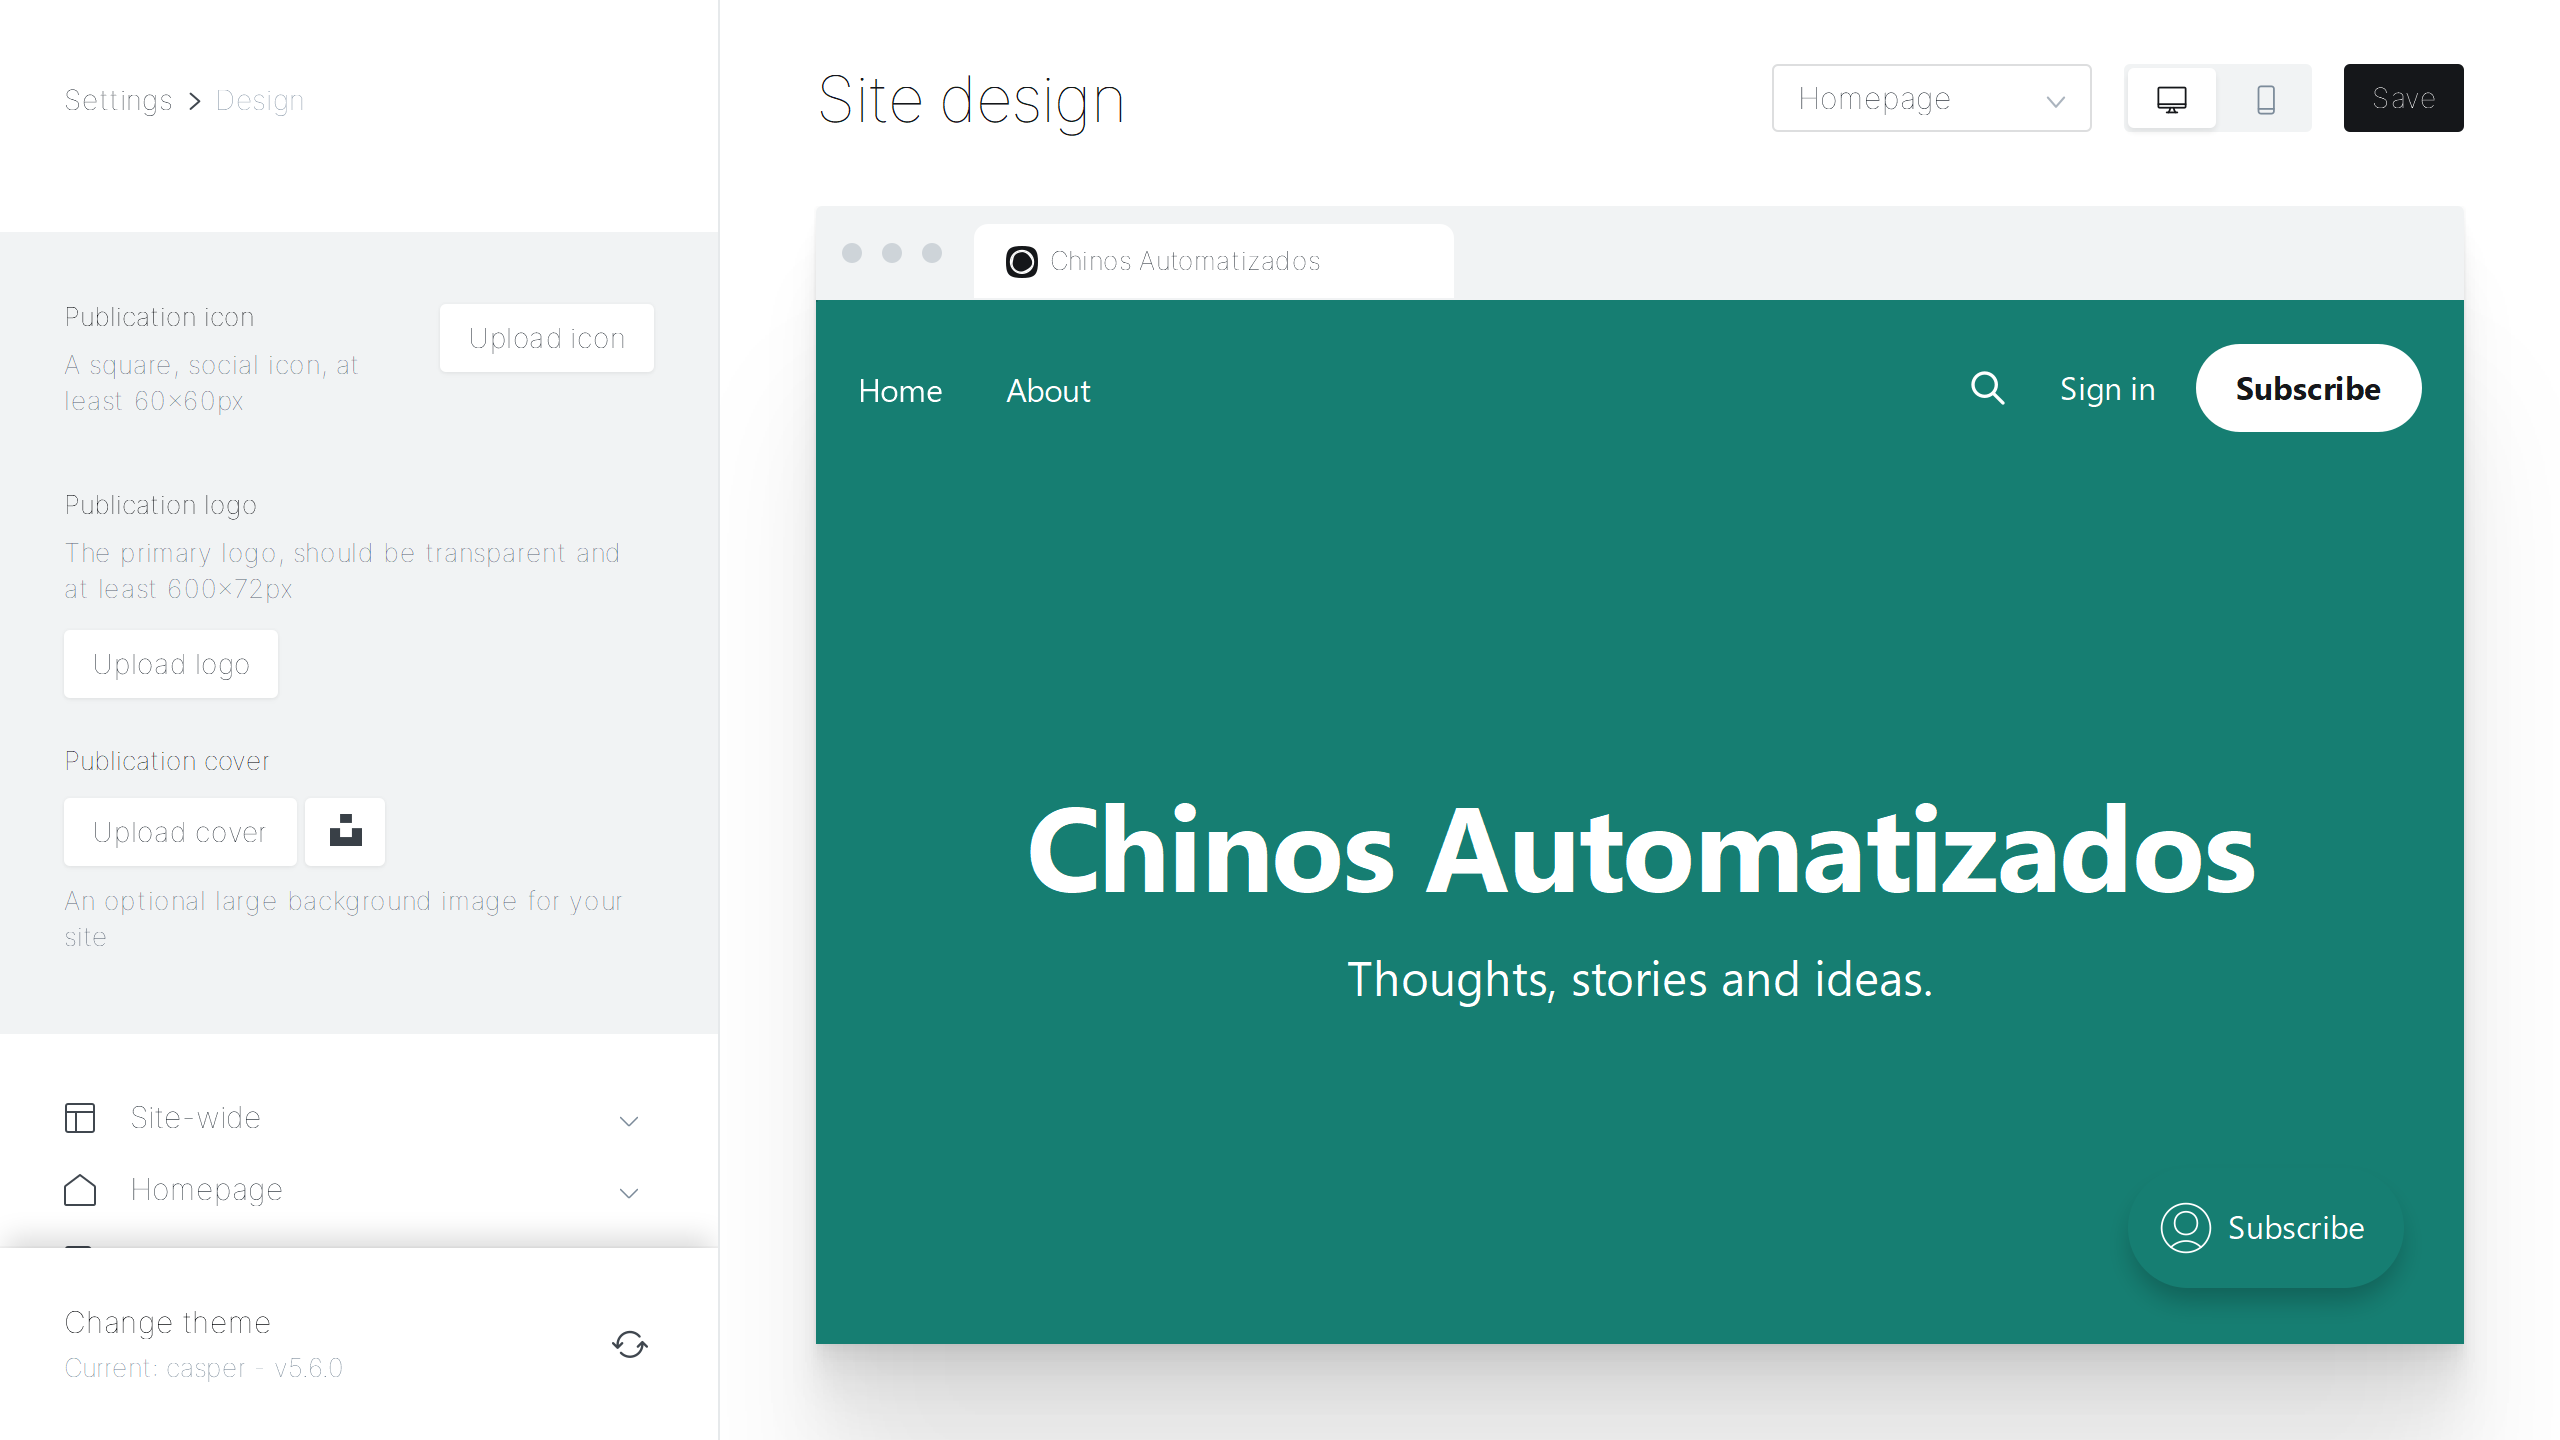 Settings > Design
Publication icon
A square, social icon, at
least 60×60px
Upload icon
Publication logo
The primary logo, should be transparent and
at least 600×72px
Upload logo
Publication cover
Upload cover
An optional large background image for your
site
Site-wide
Homepage
Change theme
Current: casper - v5.6.0
Site design
Homepage
Save
Chinos Automatizados
Home
About
Sign in
Subscribe
Chinos Automatizados
Thoughts, stories and ideas.
Subscribe